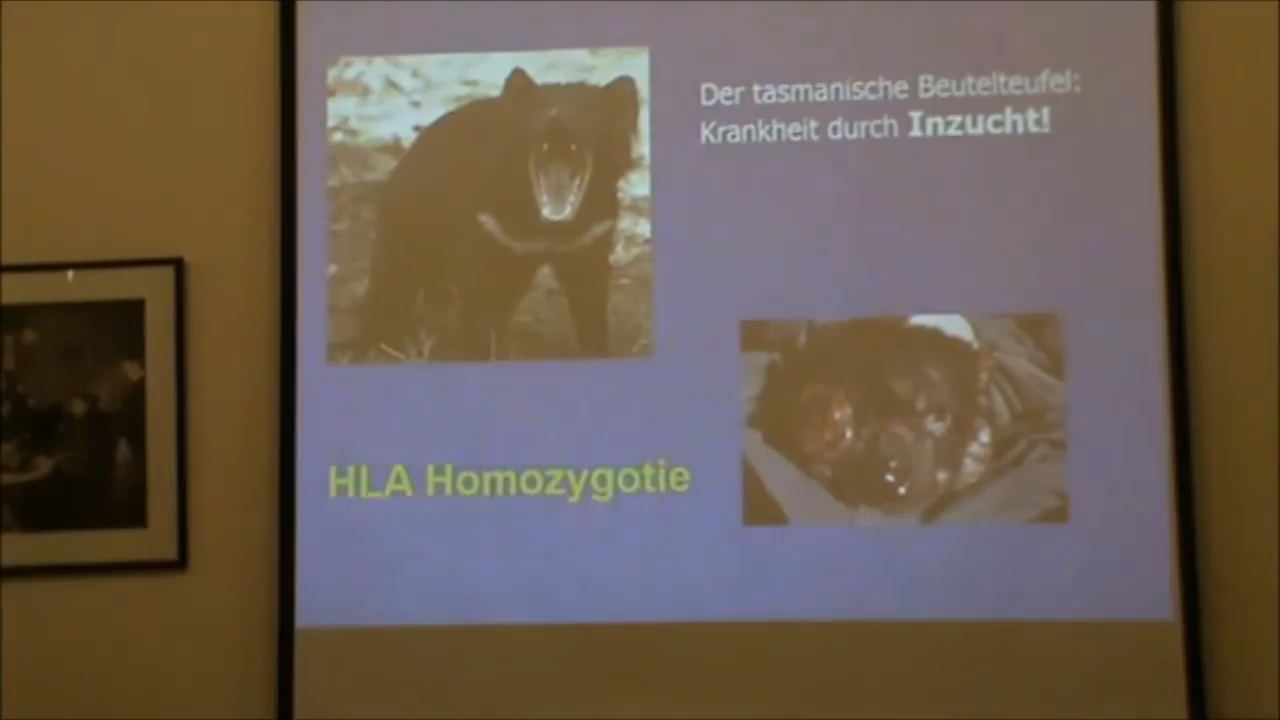 Der tasmanische Beutelteufel:
Krankheit durch Inzucht!
HLA Homozygotie